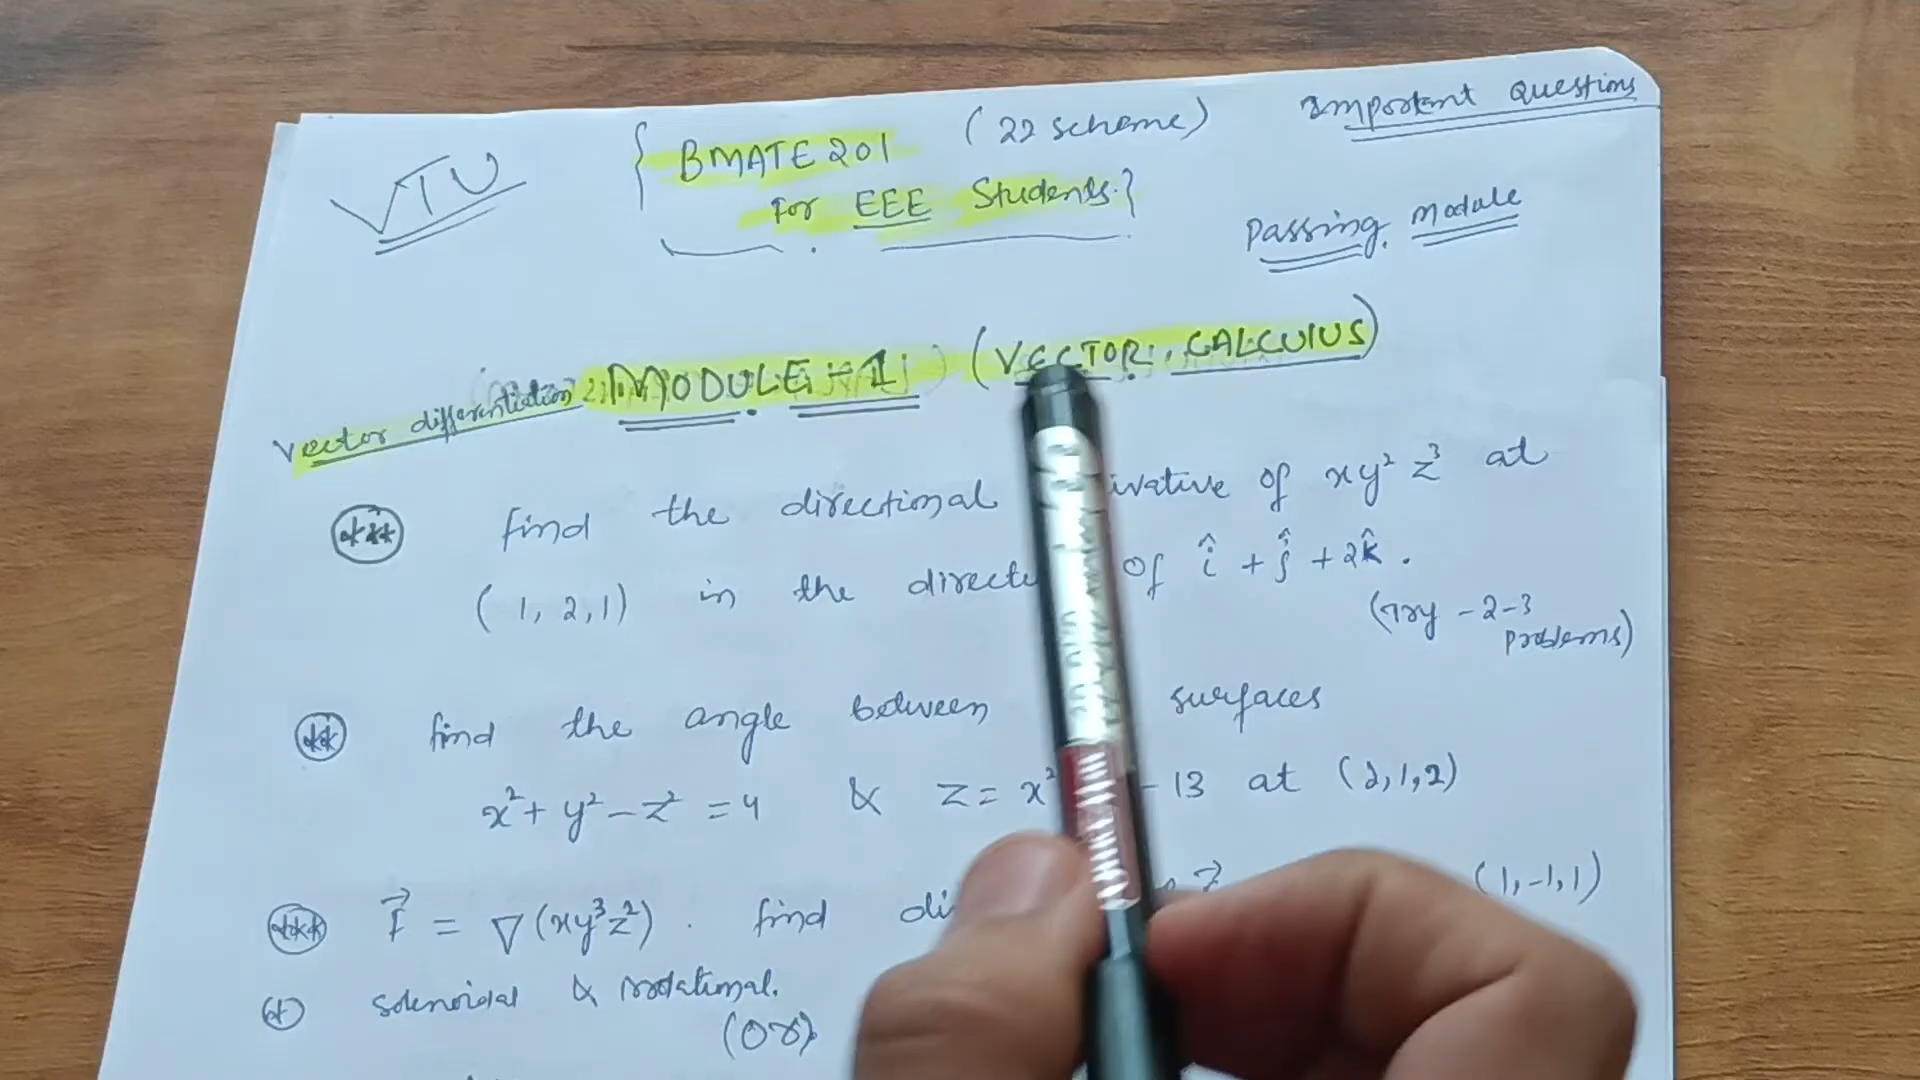 VTU
{ BMATE201 (22 scheme)
For EEE Students }
Important Questions
Passing Module
Vector differentiation MODULE-1 (VECTOR CALCULUS)
*** find the directional ivative of xy² z³ at
(1, 2, 1) in the directi of î + ĵ + 2k̂ .
(Try - 2-3
problems)
** find the angle between surfaces
x² + y² - z² = 4 & z = x² - 13 at (2,1,2)
*** F⃗ = ∇(xy³z²) . find di (1,-1,1)
* solenoidal & irrotational.
(Or)